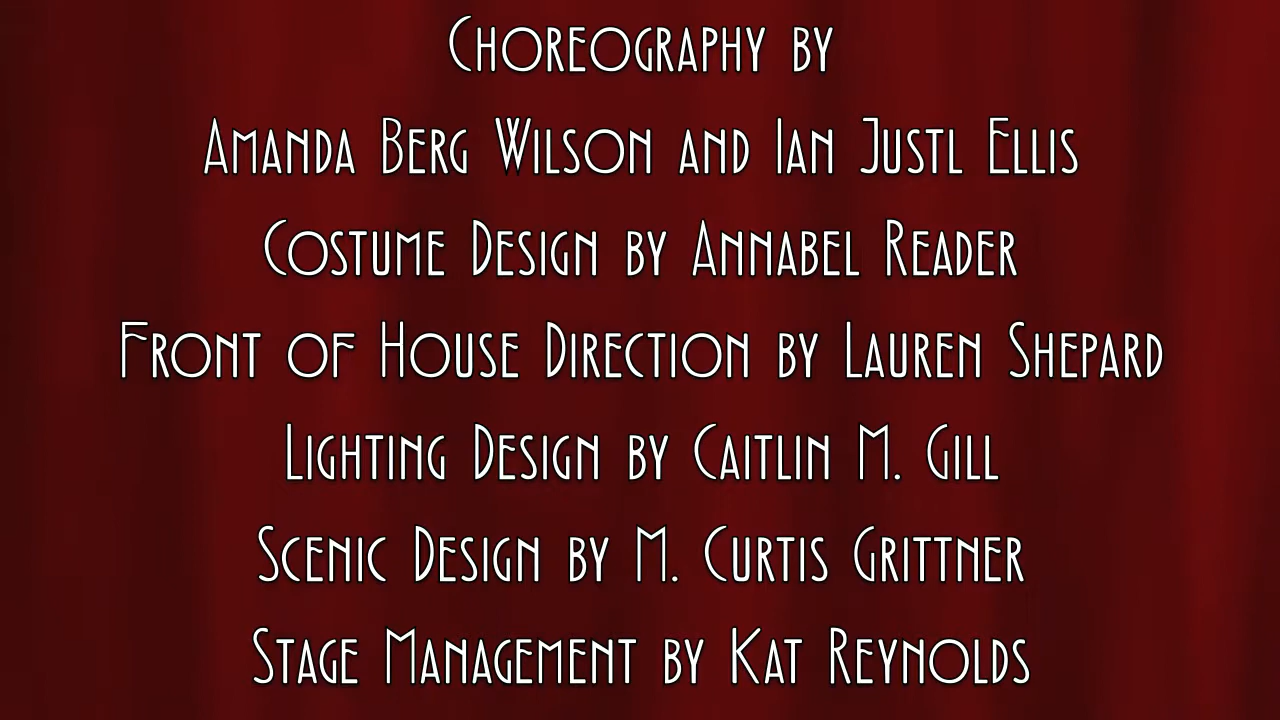 Choreography by
Amanda Berg Wilson and Ian Justl Ellis
Costume Design by Annabel Reader
Front of House Direction by Lauren Shepard
Lighting Design by Caitlin M. Gill
Scenic Design by M. Curtis Grittner
Stage Management by Kat Reynolds